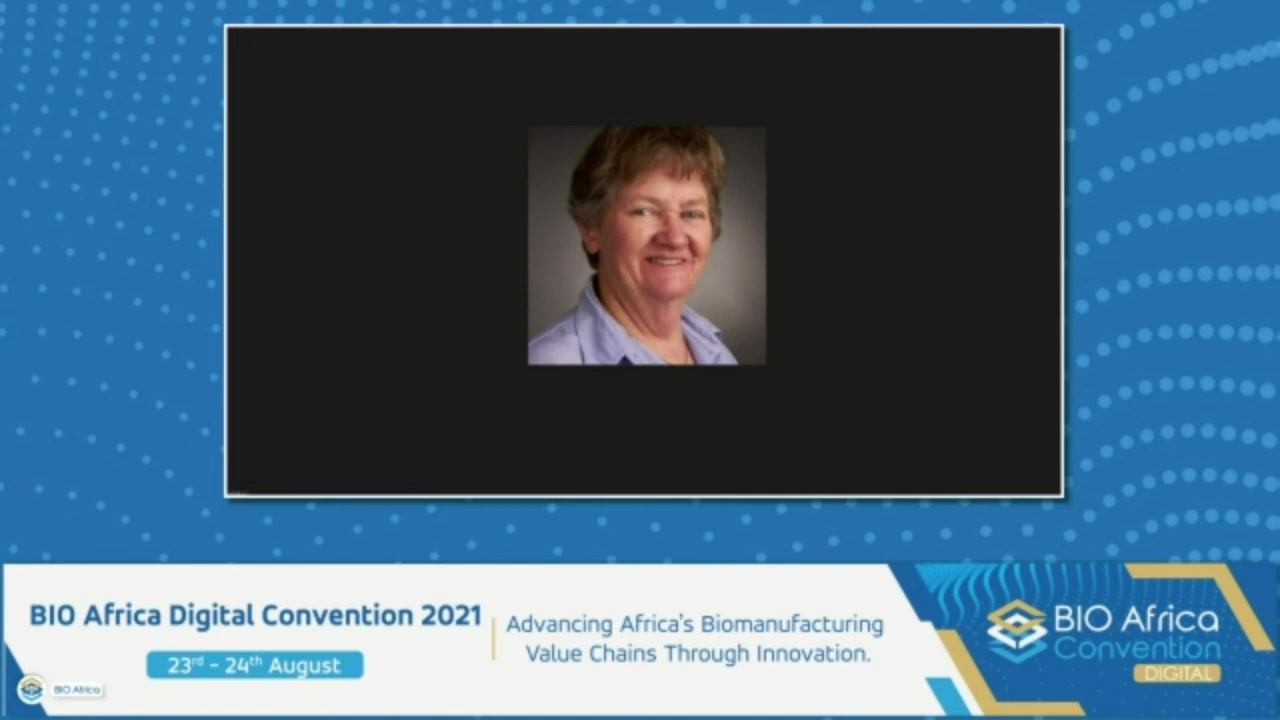 BIO Africa Digital Convention 2021
23rd - 24th August
Advancing Africa's Biomanufacturing
Value Chains Through Innovation.
BIO Africa
Convention
DIGITAL
BIO Africa